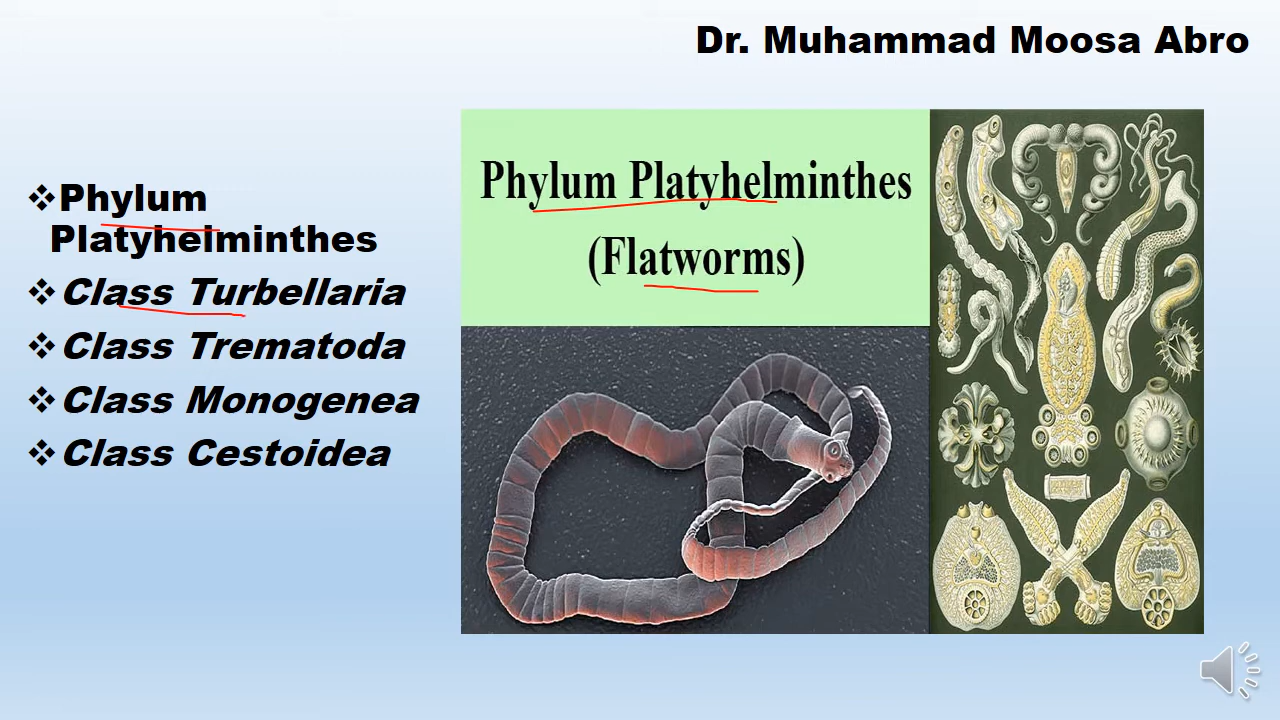 Dr. Muhammad Moosa Abro
❖Phylum
Platyhelminthes
❖Class Turbellaria
❖Class Trematoda
❖Class Monogenea
❖Class Cestoidea
Phylum Platyhelminthes
(Flatworms)